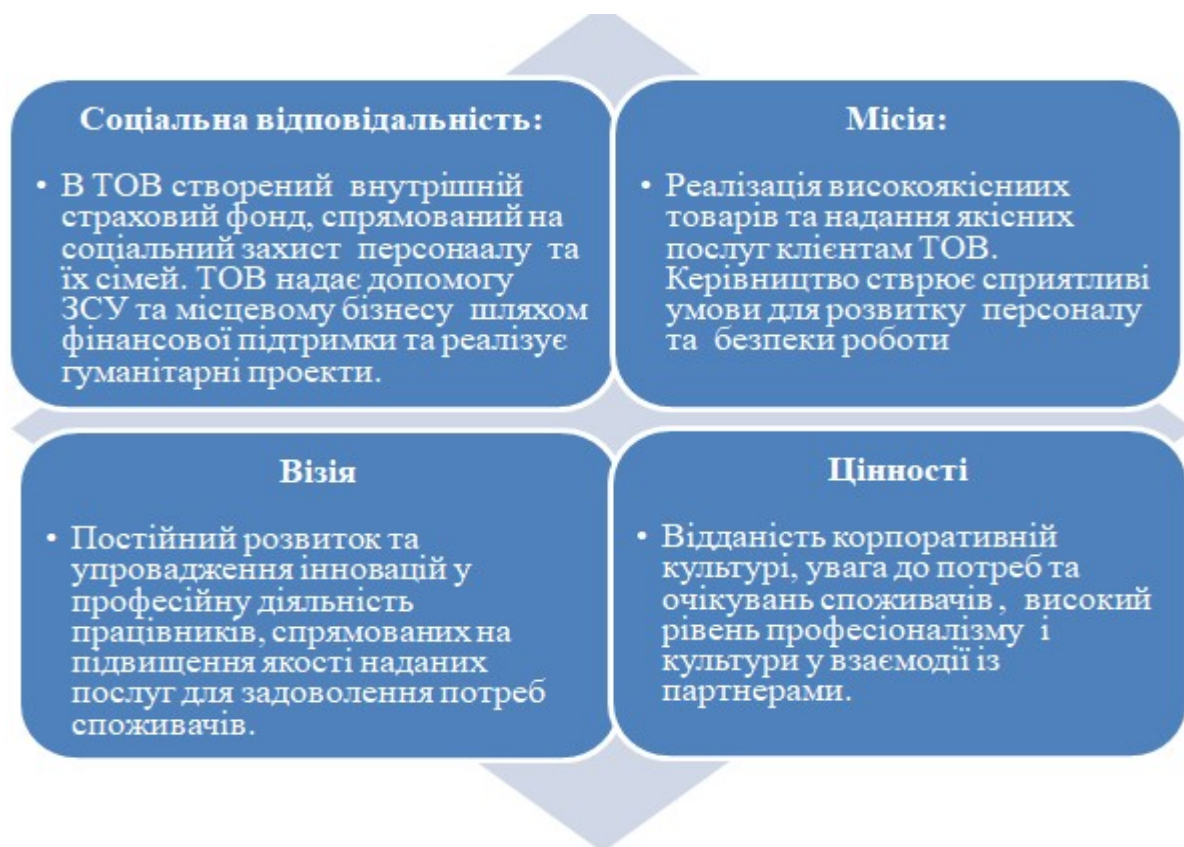 Соціальна відповідальність:
• В ТОВ створений внутрішній
страховий фонд, спрямований на
соціальний захист персонаалу та
їх сімей. ТОВ надає допомогу
ЗСУ та місцевому бізнесу шляхом
фінансової підтримки та реалізує
гуманітарні проекти.
Місія:
• Реалізація високоякісниих
товарів та надання якісних
послуг клієнтам ТОВ.
Керівництво стврює сприятливі
умови для розвитку персоналу
та безпеки роботи
Візія
• Постійний розвиток та
упровадження інновацій у
професійну діяльність
працівників, спрямованих на
підвищення якості наданих
послуг для задоволення потреб
споживачів.
Цінності
• Відданість корпоративній
культурі, увага до потреб та
очікувань споживачів , високий
рівень професіоналізму і
культури у взаємодії із
партнерами.